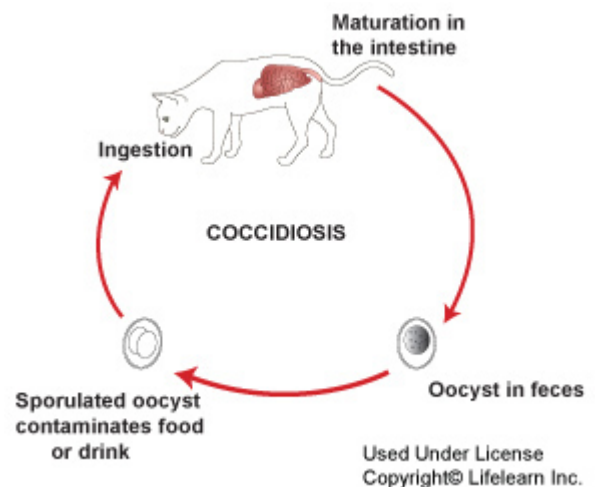 Maturation in
the intestine
Ingestion
COCCIDIOSIS
Oocyst in feces
Sporulated oocyst
contaminates food
or drink
Used Under License
Copyright© Lifelearn Inc.